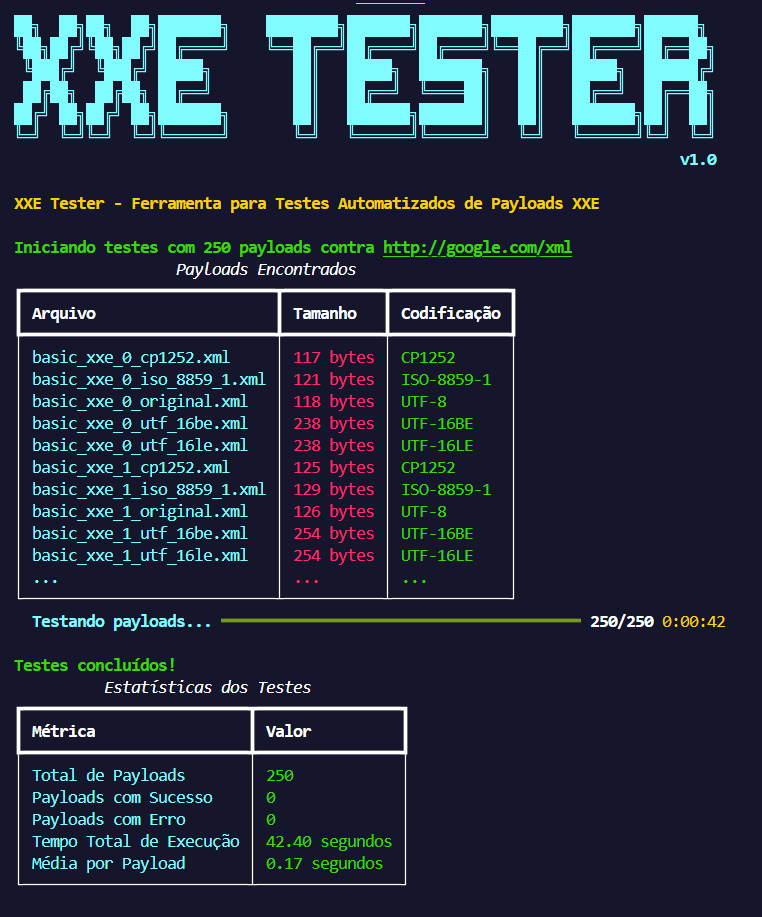 XXE TESTER
v1.0
XXE Tester - Ferramenta para Testes Automatizados de Payloads XXE
Iniciando testes com 250 payloads contra http://google.com/xml
Payloads Encontrados
Arquivo Tamanho Codificação
basic_xxe_0_cp1252.xml 117 bytes CP1252
basic_xxe_0_iso_8859_1.xml 121 bytes ISO-8859-1
basic_xxe_0_original.xml 118 bytes UTF-8
basic_xxe_0_utf_16be.xml 238 bytes UTF-16BE
basic_xxe_0_utf_16le.xml 238 bytes UTF-16LE
basic_xxe_1_cp1252.xml 125 bytes CP1252
basic_xxe_1_iso_8859_1.xml 129 bytes ISO-8859-1
basic_xxe_1_original.xml 126 bytes UTF-8
basic_xxe_1_utf_16be.xml 254 bytes UTF-16BE
basic_xxe_1_utf_16le.xml 254 bytes UTF-16LE
... ... ...
Testando payloads... 250/250 0:00:42
Testes concluídos!
Estatísticas dos Testes
Métrica Valor
Total de Payloads 250
Payloads com Sucesso 0
Payloads com Erro 0
Tempo Total de Execução 42.40 segundos
Média por Payload 0.17 segundos